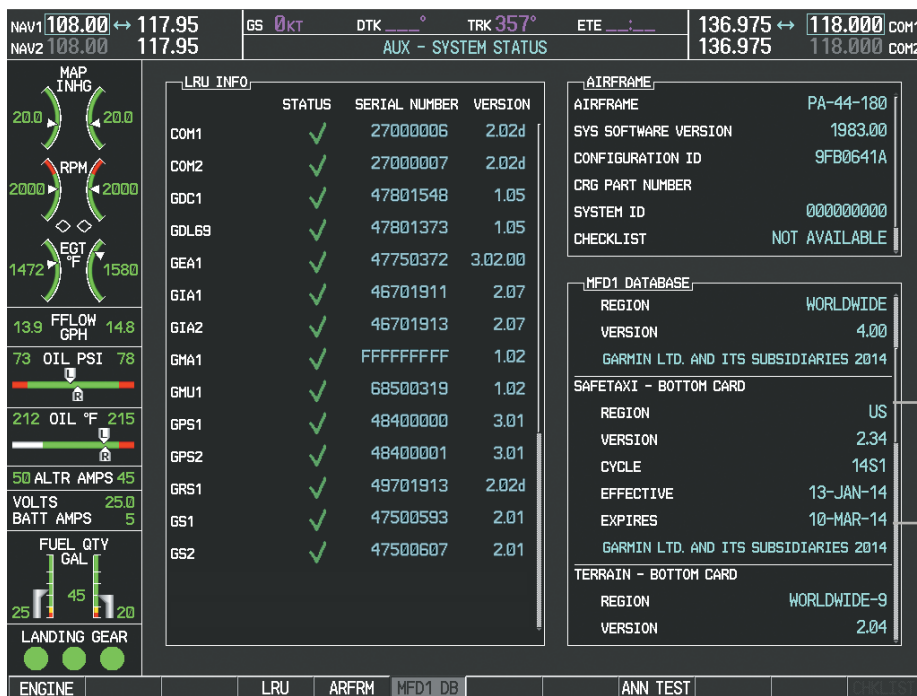 NAV1 108.00 ↔ 117.95
NAV2 108.00 117.95
GS 0KT DTK ___° TRK 357° ETE __:__
AUX - SYSTEM STATUS
136.975 ↔ 118.000 COM1
136.975 118.000 COM2
MAP
INHG
20.0 20.0
RPM
2000 2000
EGT
°F
1472 1580
13.9 FFLOW GPH 14.8
73 OIL PSI 78
L
R
212 OIL °F 215
L
R
50 ALTR AMPS 45
VOLTS 25.0
BATT AMPS 5
FUEL QTY
GAL
45
25 20
LANDING GEAR
LRU INFO
STATUS SERIAL NUMBER VERSION
COM1 ✓ 27000006 2.02d
COM2 ✓ 27000007 2.02d
GDC1 ✓ 47801548 1.05
GDL69 ✓ 47801373 1.05
GEA1 ✓ 47750372 3.02.00
GIA1 ✓ 46701911 2.07
GIA2 ✓ 46701913 2.07
GMA1 ✓ FFFFFFFFF 1.02
GMU1 ✓ 68500319 1.02
GPS1 ✓ 48400000 3.01
GPS2 ✓ 48400001 3.01
GRS1 ✓ 49701913 2.02d
GS1 ✓ 47500593 2.01
GS2 ✓ 47500607 2.01
AIRFRAME
AIRFRAME PA-44-180
SYS SOFTWARE VERSION 1983.00
CONFIGURATION ID 9FB0641A
CRG PART NUMBER
SYSTEM ID 000000000
CHECKLIST NOT AVAILABLE
MFD1 DATABASE
REGION WORLDWIDE
VERSION 4.00
GARMIN LTD. AND ITS SUBSIDIARIES 2014
SAFETAXI - BOTTOM CARD
REGION US
VERSION 2.34
CYCLE 14S1
EFFECTIVE 13-JAN-14
EXPIRES 10-MAR-14
GARMIN LTD. AND ITS SUBSIDIARIES 2014
TERRAIN - BOTTOM CARD
REGION WORLDWIDE-9
VERSION 2.04
ENGINE LRU ARFRM MFD1 DB ANN TEST CHKLIST